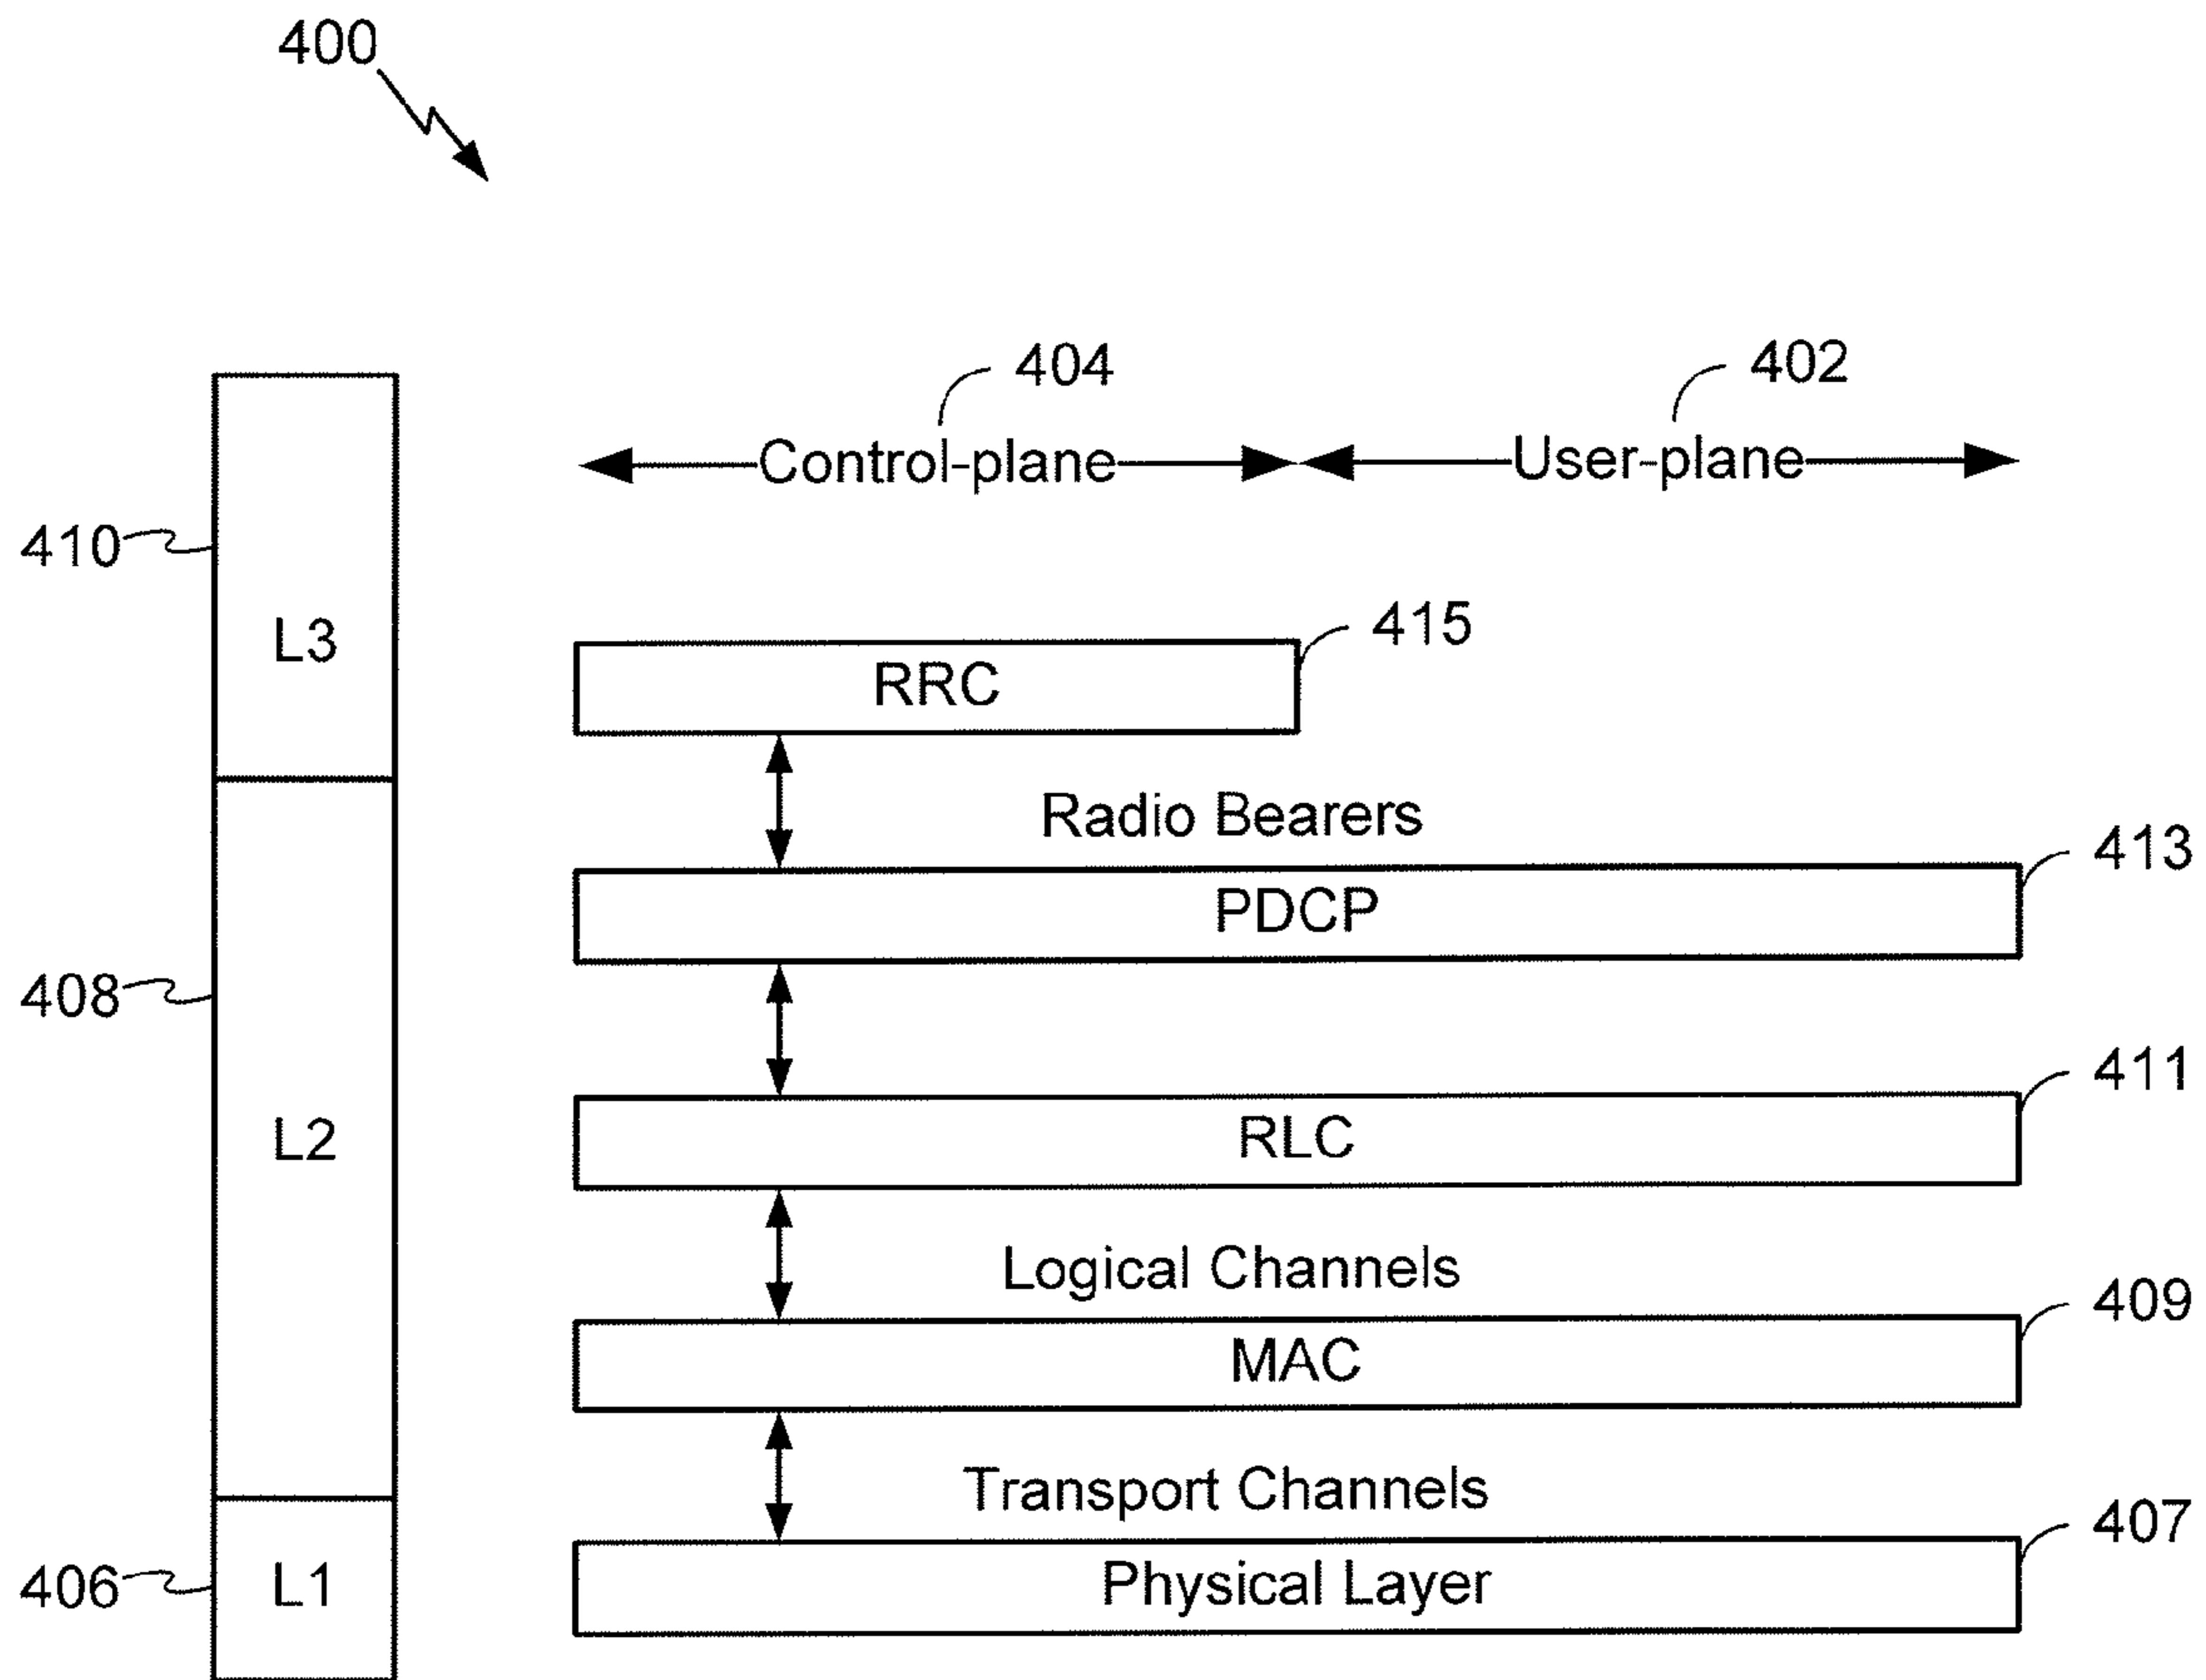 400
404
402
Control-plane
User-plane
410
L3
415
RRC
Radio Bearers
413
PDCP
408
411
L2
RLC
Logical Channels
409
MAC
Transport Channels
407
406
L1
Physical Layer